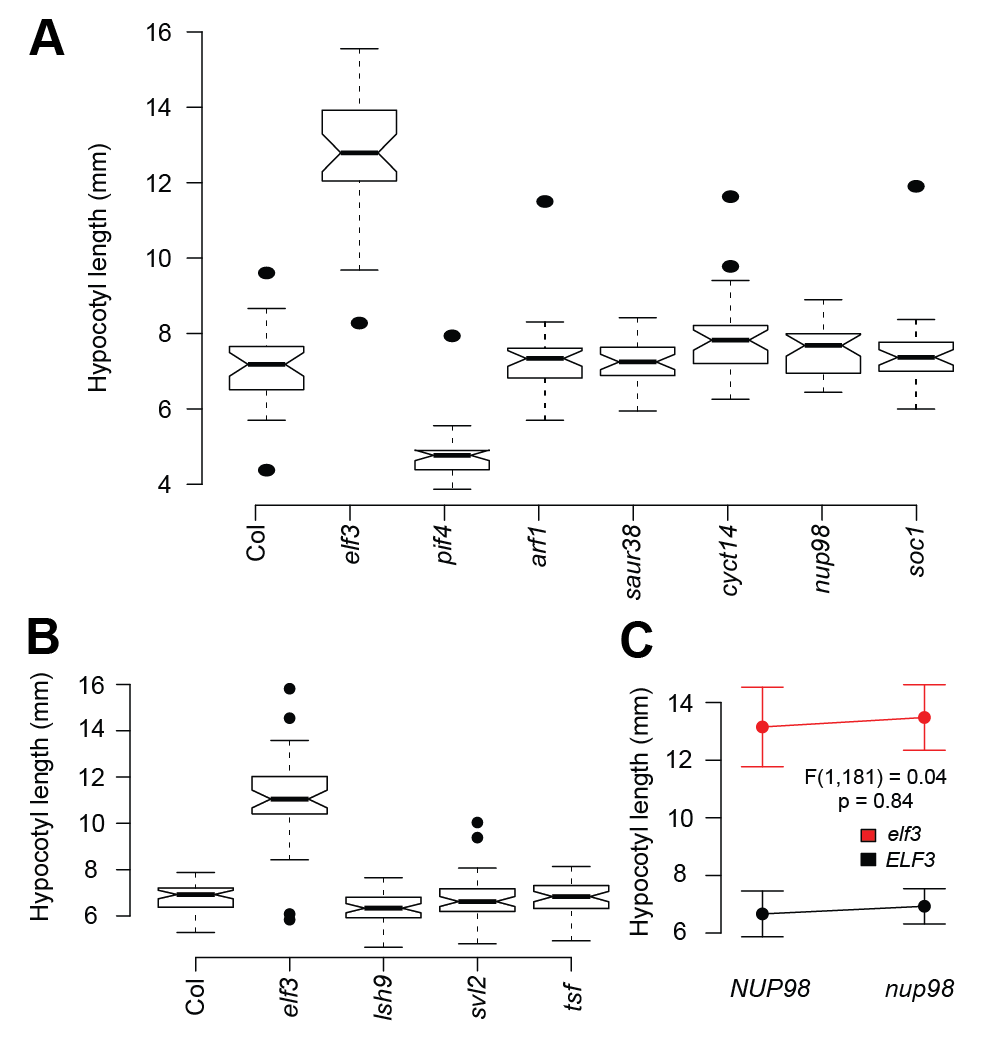 A
Hypocotyl length (mm)
16
14
12
10
8
6
4
Col
elf3
pif4
arf1
saur38
cyct14
nup98
soc1
B
Hypocotyl length (mm)
16
14
12
10
8
6
Col
elf3
lsh9
svl2
tsf
C
Hypocotyl length (mm)
14
12
10
8
6
F(1,181) = 0.04
p = 0.84
elf3
ELF3
NUP98
nup98